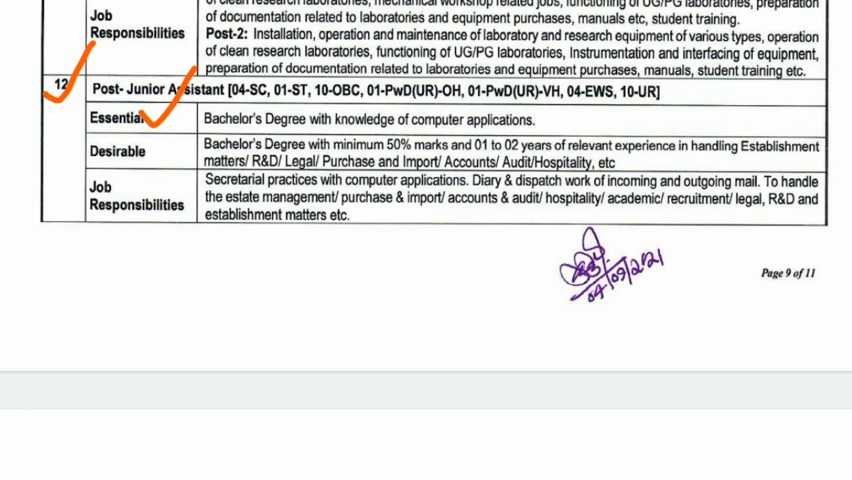 of documentation related to laboratories and equipment purchases, manuals etc, student training.
Job
Responsibilities
Post-2: Installation, operation and maintenance of laboratory and research equipment of various types, operation
of clean research laboratories, functioning of UG/PG laboratories, Instrumentation and interfacing of equipment,
preparation of documentation related to laboratories and equipment purchases, manuals, student training etc.
12
Post- Junior Assistant [04-SC, 01-ST, 10-OBC, 01-PwD(UR)-OH, 01-PwD(UR)-VH, 04-EWS, 10-UR]
Essential
Bachelor's Degree with knowledge of computer applications.
Desirable
Bachelor's Degree with minimum 50% marks and 01 to 02 years of relevant experience in handling Establishment
matters/ R&D/ Legal/ Purchase and Import/ Accounts/ Audit/Hospitality, etc
Job
Responsibilities
Secretarial practices with computer applications. Diary & dispatch work of incoming and outgoing mail. To handle
the estate management/ purchase & import/ accounts & audit/ hospitality/ academic/ recruitment/ legal, R&D and
establishment matters etc.
04/09/2021
Page 9 of 11